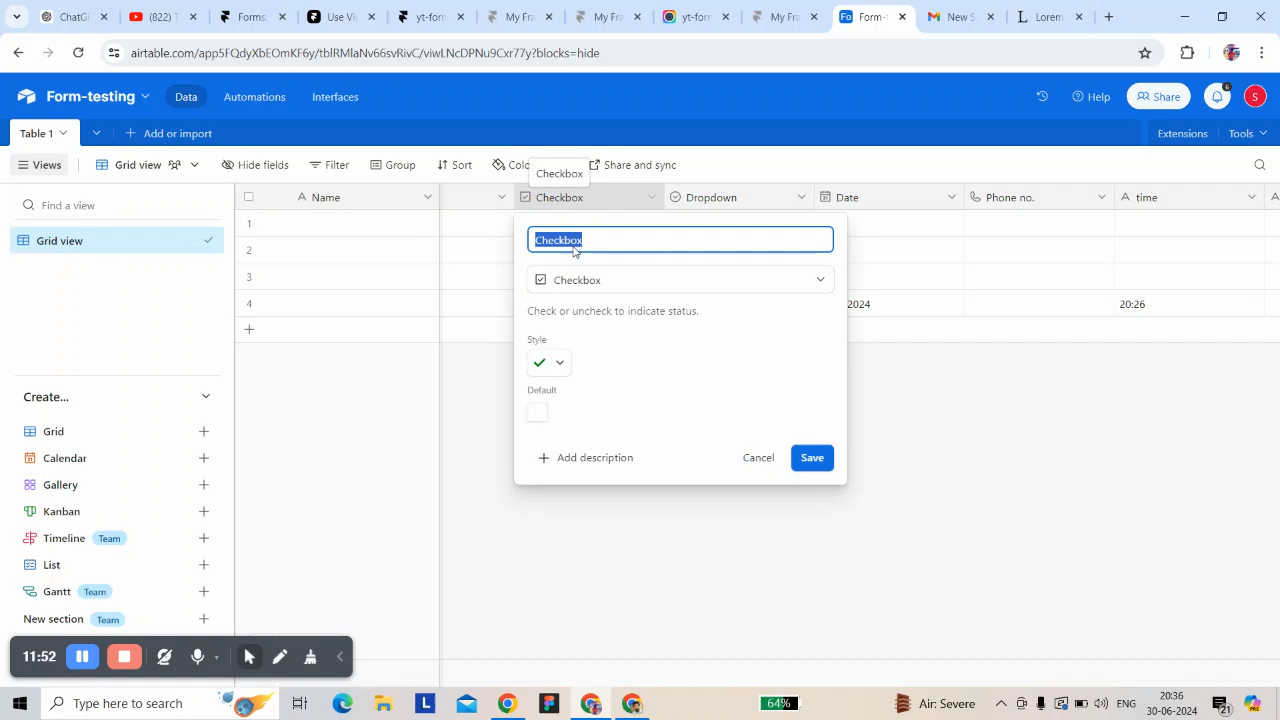 ChatG
(822) T
Forms
Use Vi
yt-form
My Fra
My Fra
yt-form
My Fra
Form-t
New S
Lorem
airtable.com/app5FQdyXbEOmKF6y/tblRMlaNv66svRivC/viwLNcDPNu9Cxr77y?blocks=hide
Form-testing
Data
Automations
Interfaces
Help
Share
6
S
Table 1
Add or import
Extensions
Tools
Views
Grid view
Hide fields
Filter
Group
Sort
Colo
Share and sync
Checkbox
Find a view
Name
Checkbox
Dropdown
Date
Phone no.
time
Grid view
1
2
3
4
2024
20:26
Checkbox
Checkbox
Check or uncheck to indicate status.
Style
Default
Add description
Cancel
Save
Create...
Grid
Calendar
Gallery
Kanban
Timeline Team
List
Gantt Team
New section Team
11:52
Type here to search
64%
Air: Severe
ENG
20:36
30-06-2024
21